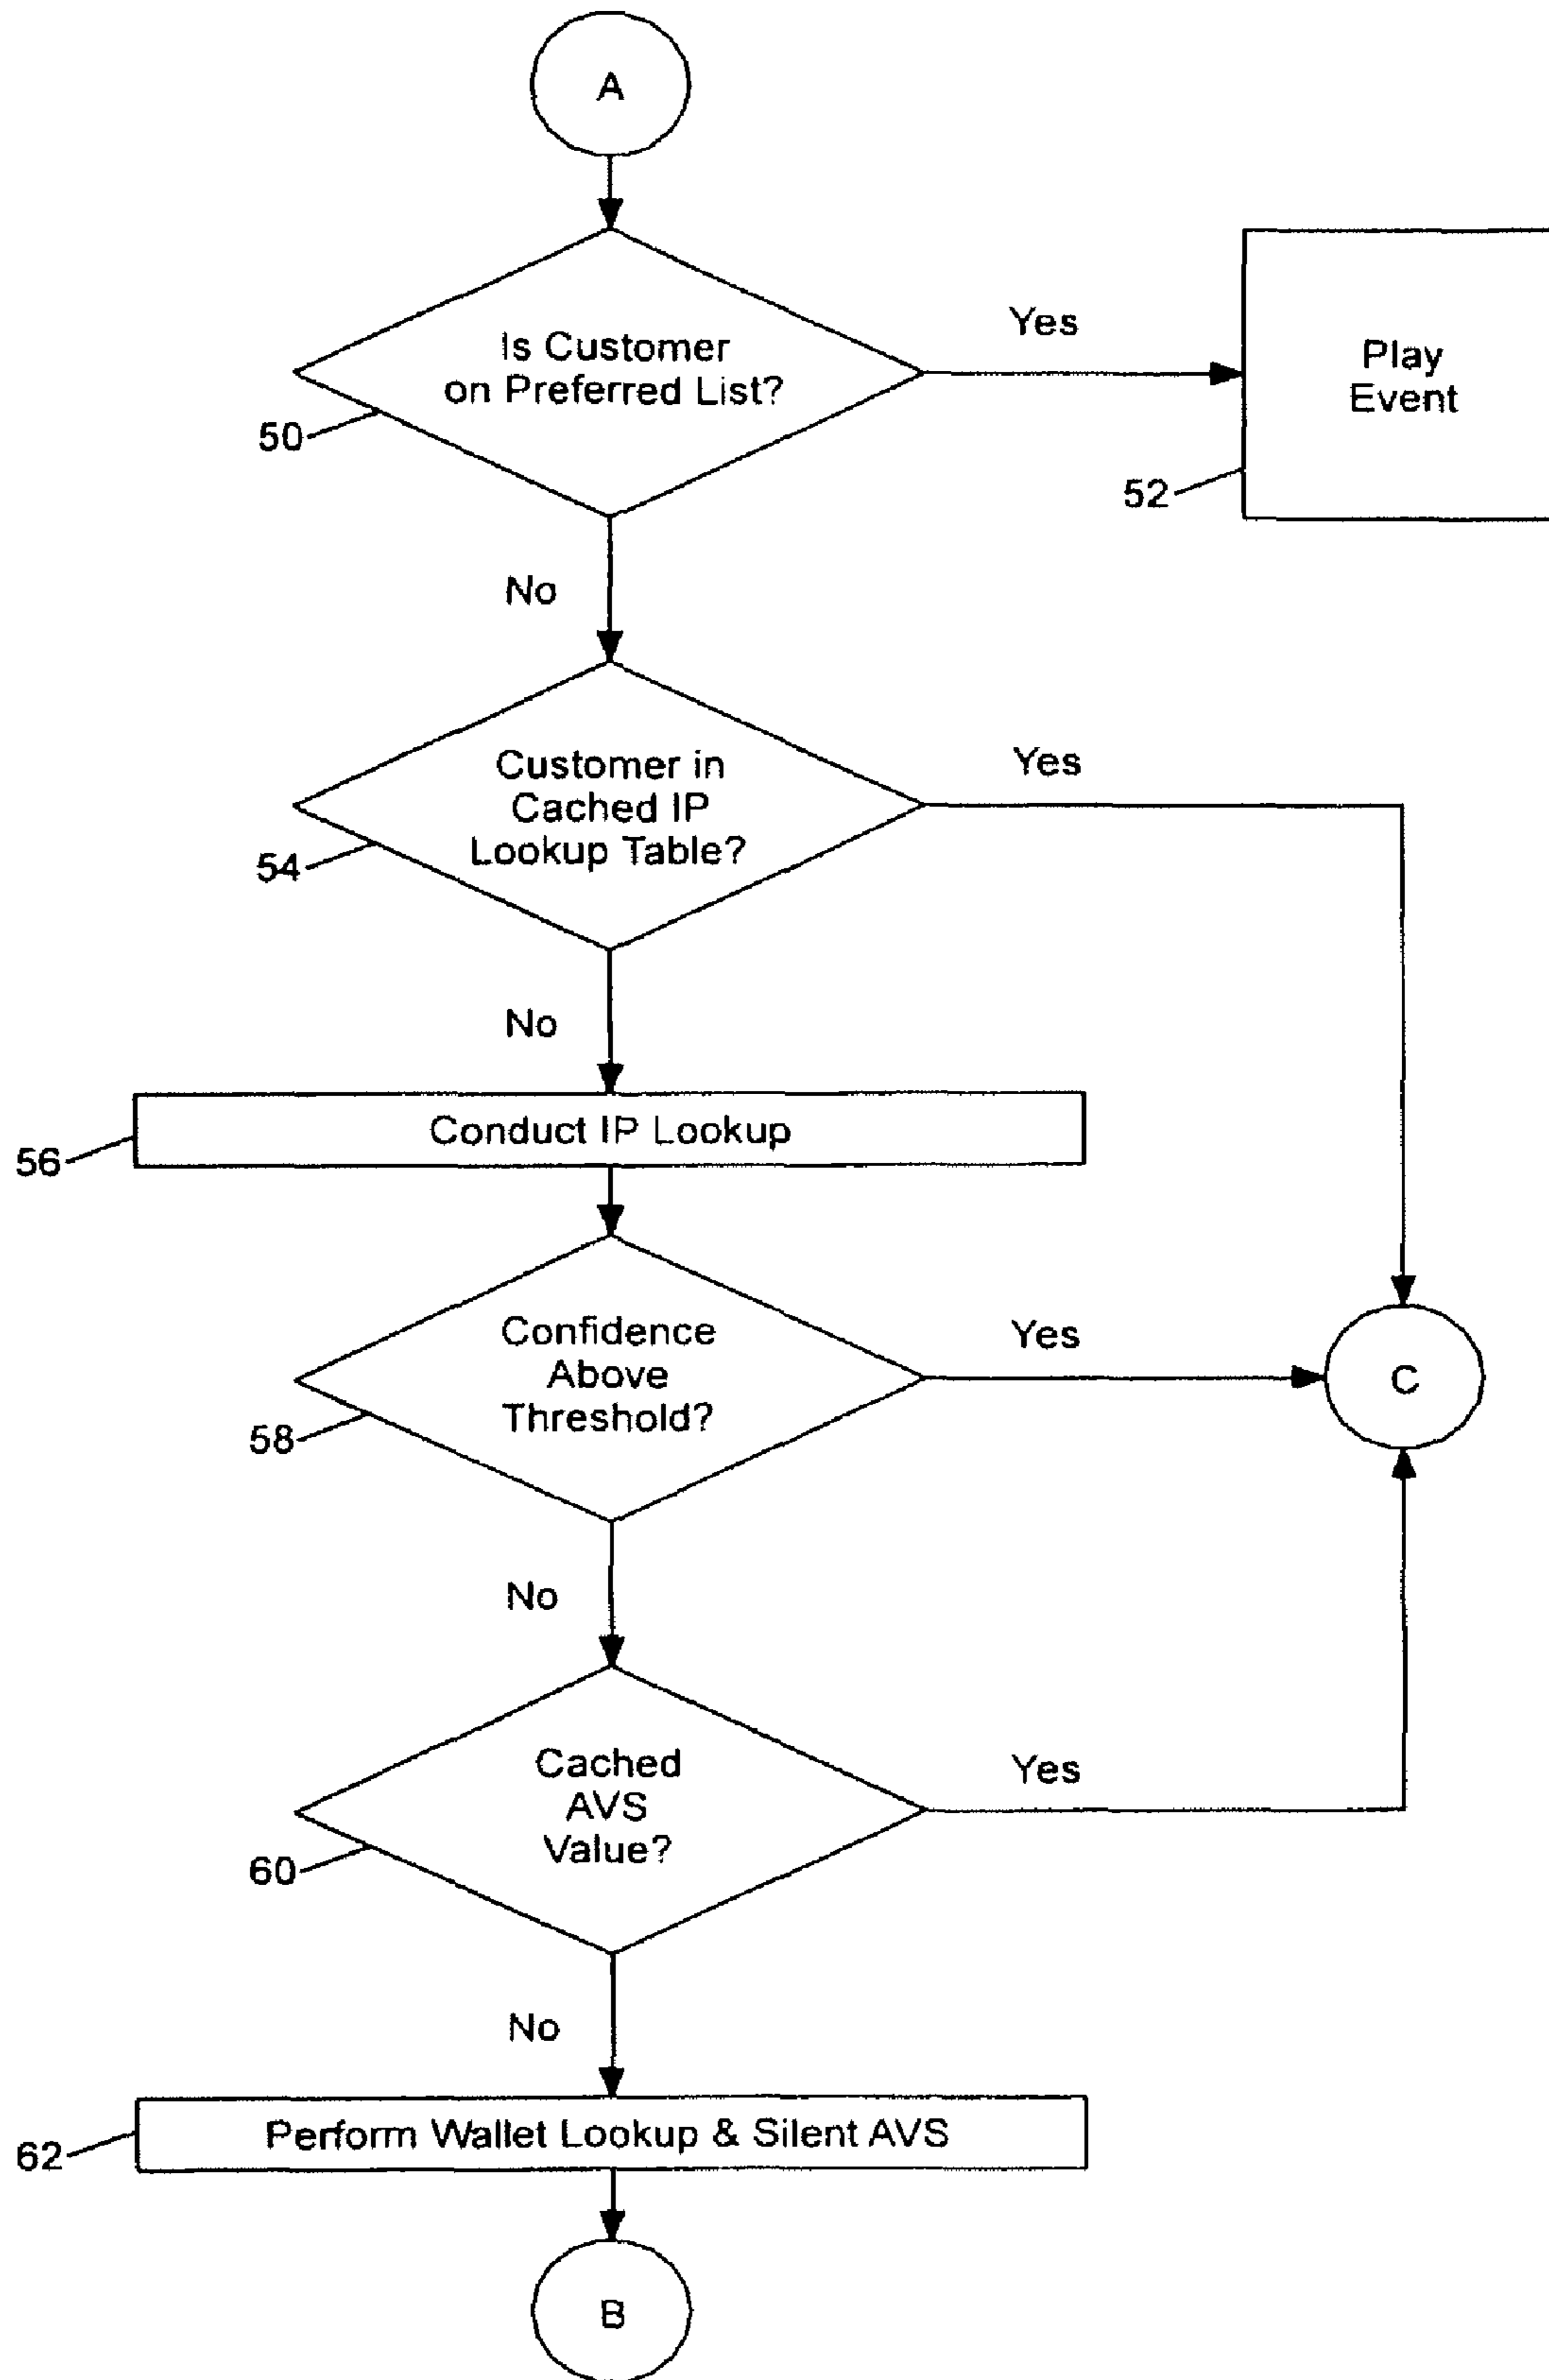 A
Is Customer
on Preferred List?
Yes
Play
Event
50
52
No
Customer in
Cached IP
Lookup Table?
Yes
54
No
Conduct IP Lookup
56
Confidence
Above
Threshold?
Yes
C
58
No
Cached
AVS
Value?
Yes
60
No
Perform Wallet Lookup & Silent AVS
62
B